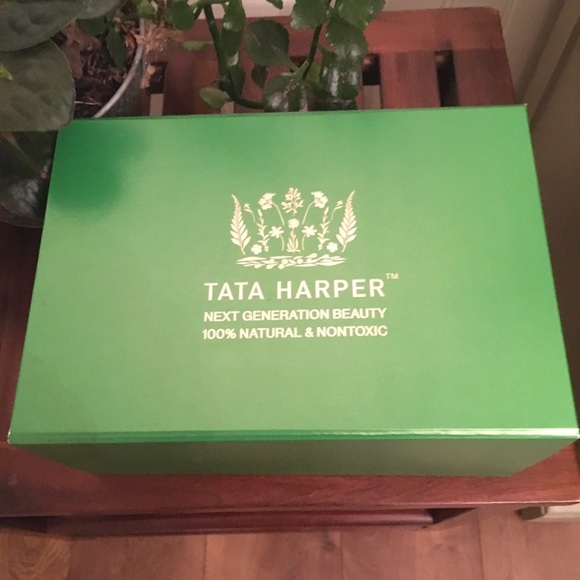 TATA HARPER™
NEXT GENERATION BEAUTY
100% NATURAL & NONTOXIC